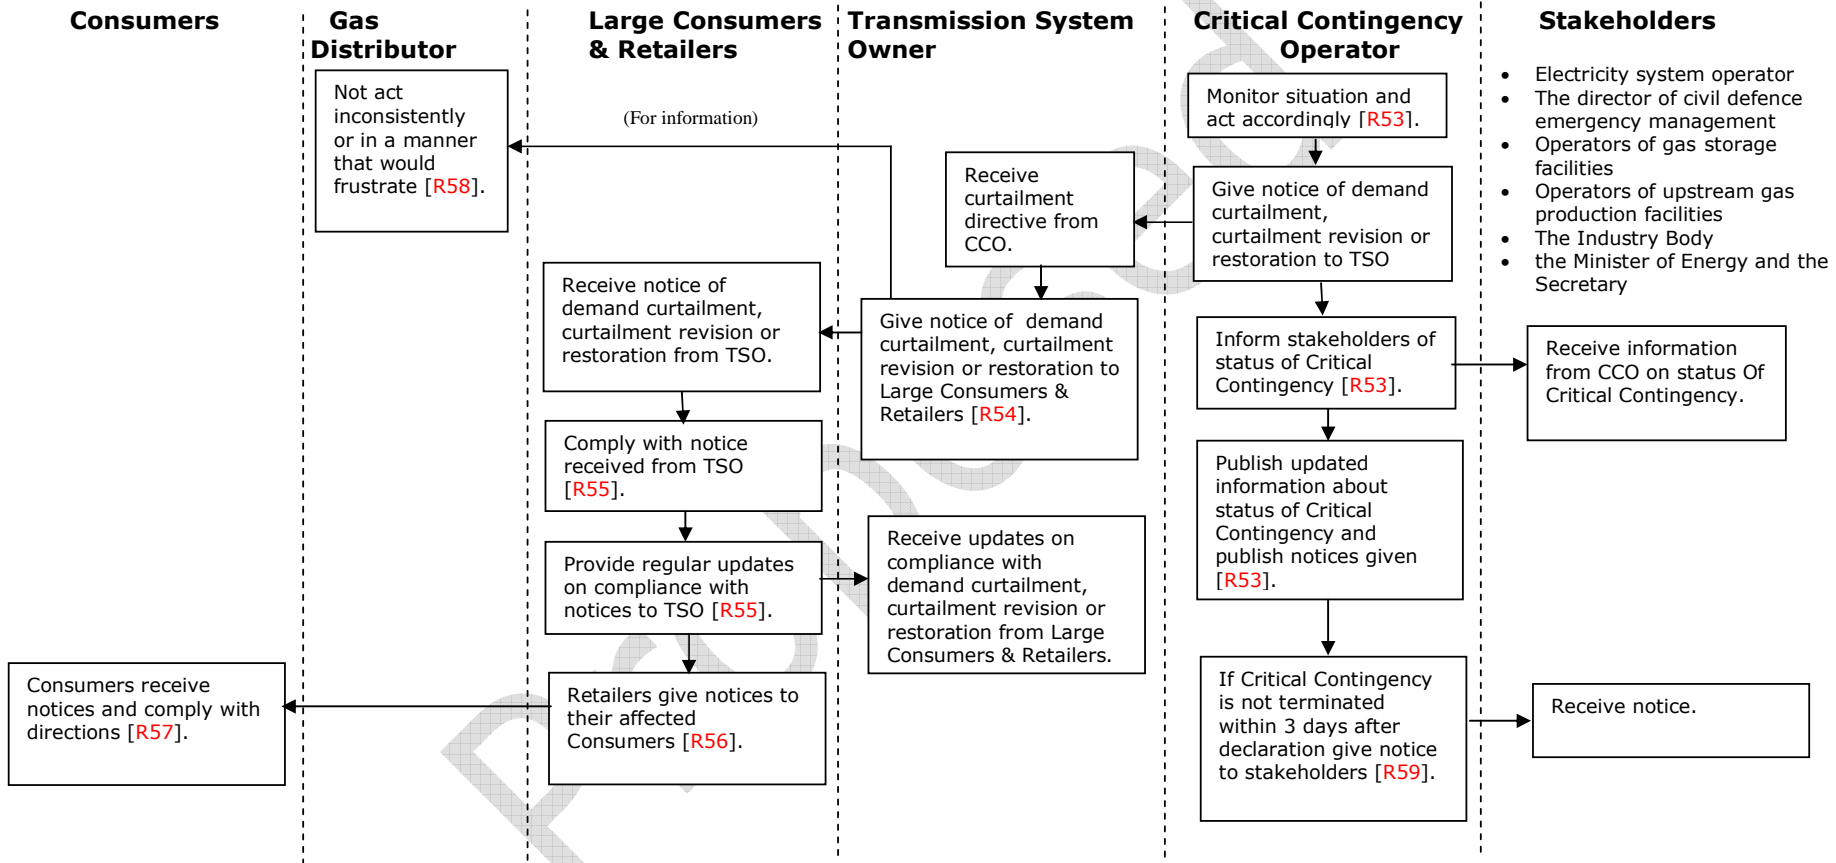 Consumers
Gas
Distributor
Large Consumers
& Retailers
Transmission System
Owner
Critical Contingency
Operator
Stakeholders
Not act
inconsistently
or in a manner
that would
frustrate [R58].
(For information)
Monitor situation and
act accordingly [R53].
• Electricity system operator
• The director of civil defence
emergency management
• Operators of gas storage
facilities
• Operators of upstream gas
production facilities
• The Industry Body
• the Minister of Energy and the
Secretary
Receive
curtailment
directive from
CCO.
Give notice of demand
curtailment,
curtailment revision or
restoration to TSO
Receive notice of
demand curtailment,
curtailment revision or
restoration from TSO.
Give notice of demand
curtailment, curtailment
revision or restoration to
Large Consumers &
Retailers [R54].
Inform stakeholders of
status of Critical
Contingency [R53].
Receive information
from CCO on status Of
Critical Contingency.
Comply with notice
received from TSO
[R55].
Publish updated
information about
status of Critical
Contingency and
publish notices given
[R53].
Provide regular updates
on compliance with
notices to TSO [R55].
Receive updates on
compliance with
demand curtailment,
curtailment revision or
restoration from Large
Consumers & Retailers.
Consumers receive
notices and comply with
directions [R57].
Retailers give notices to
their affected
Consumers [R56].
If Critical Contingency
is not terminated
within 3 days after
declaration give notice
to stakeholders [R59].
Receive notice.
Proposed